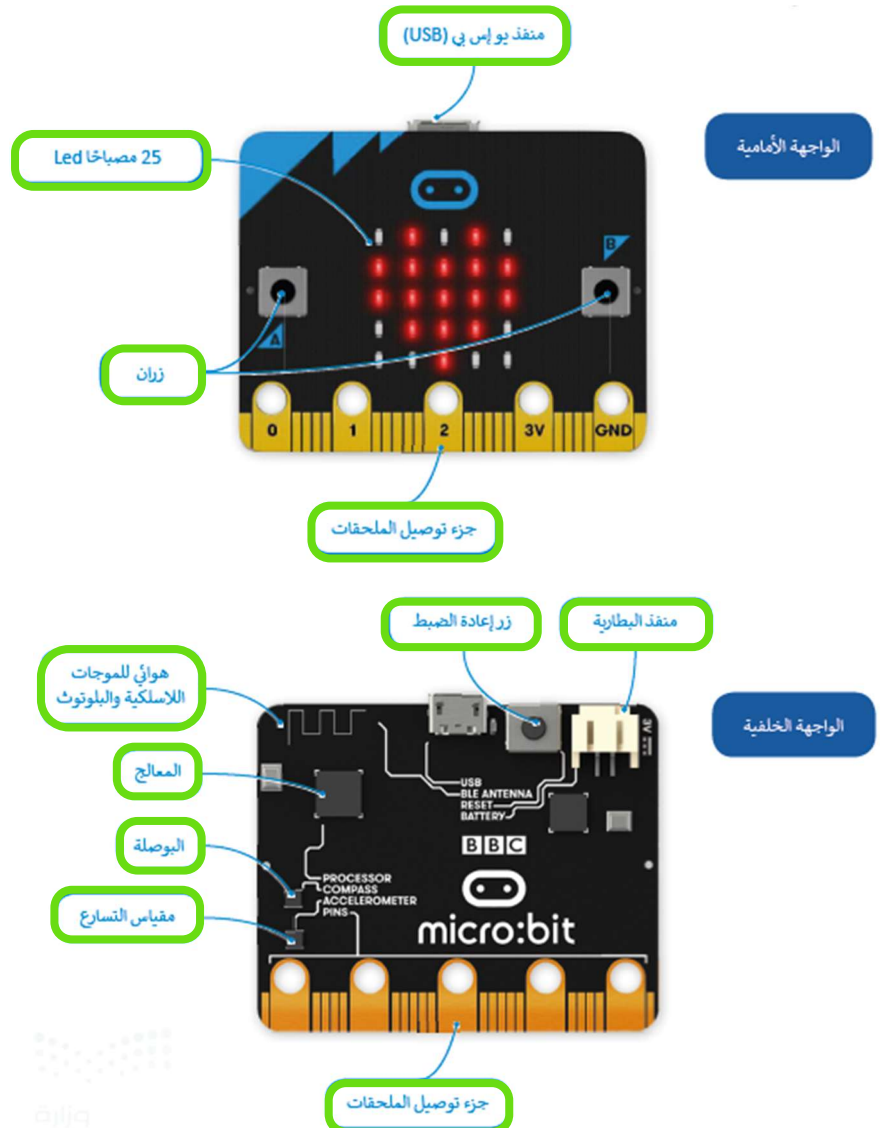 منفذ يو إس بي (USB)
الواجهة الأمامية
25 مصباحًا Led
B
A
زران
0
1
2
3V
GND
جزء توصيل الملحقات
زر إعادة الضبط
منفذ البطارية
هوائي للموجات
اللاسلكية والبلوتوث
الواجهة الخلفية
3V
المعالج
USB
BLE ANTENNA
RESET
BATTERY
البوصلة
BBC
PROCESSOR
COMPASS
ACCELEROMETER
PINS
مقياس التسارع
micro:bit
جزء توصيل الملحقات
وزارة